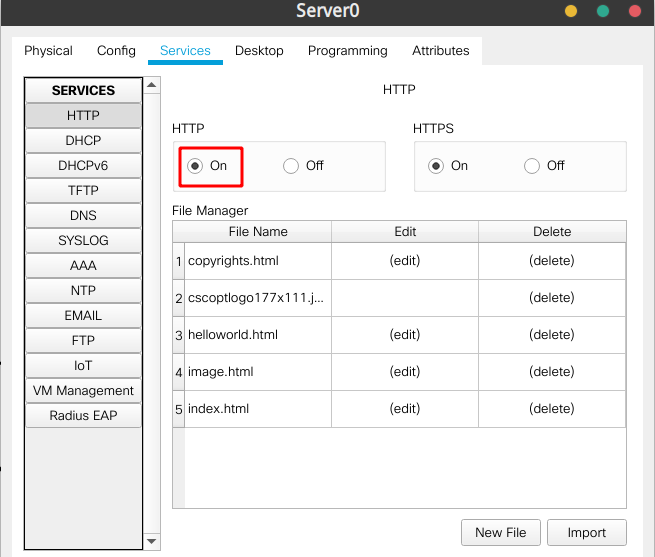 Server0
Physical Config Services Desktop Programming Attributes
SERVICES
HTTP
DHCP
DHCPv6
TFTP
DNS
SYSLOG
AAA
NTP
EMAIL
FTP
IoT
VM Management
Radius EAP
HTTP
HTTP HTTPS
On Off On Off
File Manager
File Name Edit Delete
1 copyrights.html (edit) (delete)
2 cscoptlogo177x111.j... (delete)
3 helloworld.html (edit) (delete)
4 image.html (edit) (delete)
5 index.html (edit) (delete)
New File Import